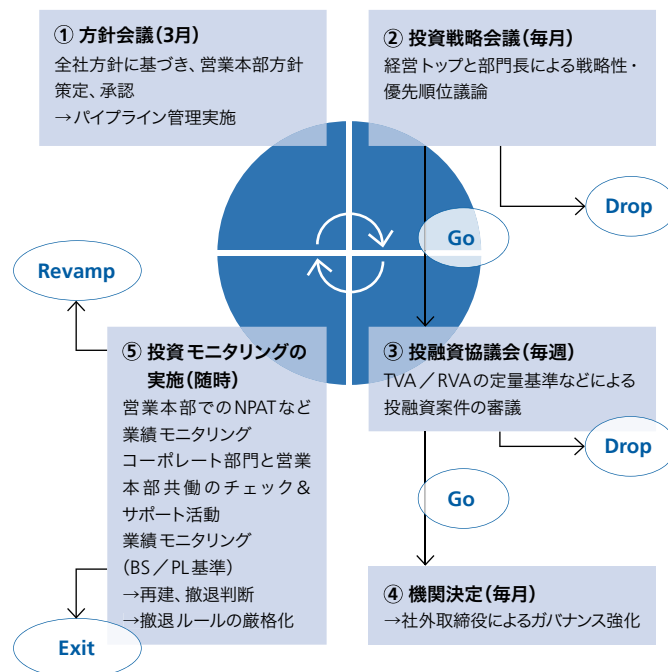 ① 方針会議（3月）
全社方針に基づき、営業本部方針
策定、承認
→パイプライン管理実施
② 投資戦略会議（毎月）
経営トップと部門長による戦略性・
優先順位議論
Drop
Go
Revamp
③ 投融資協議会（毎週）
TVA／RVAの定量基準などによる
投融資案件の審議
Drop
Go
④ 機関決定（毎月）
→社外取締役によるガバナンス強化
⑤ 投資モニタリングの
実施（随時）
営業本部でのNPATなど
業績モニタリング
コーポレート部門と営業
本部共働のチェック＆
サポート活動
業績モニタリング
（BS／PL基準）
→再建、撤退判断
→撤退ルールの厳格化
Exit